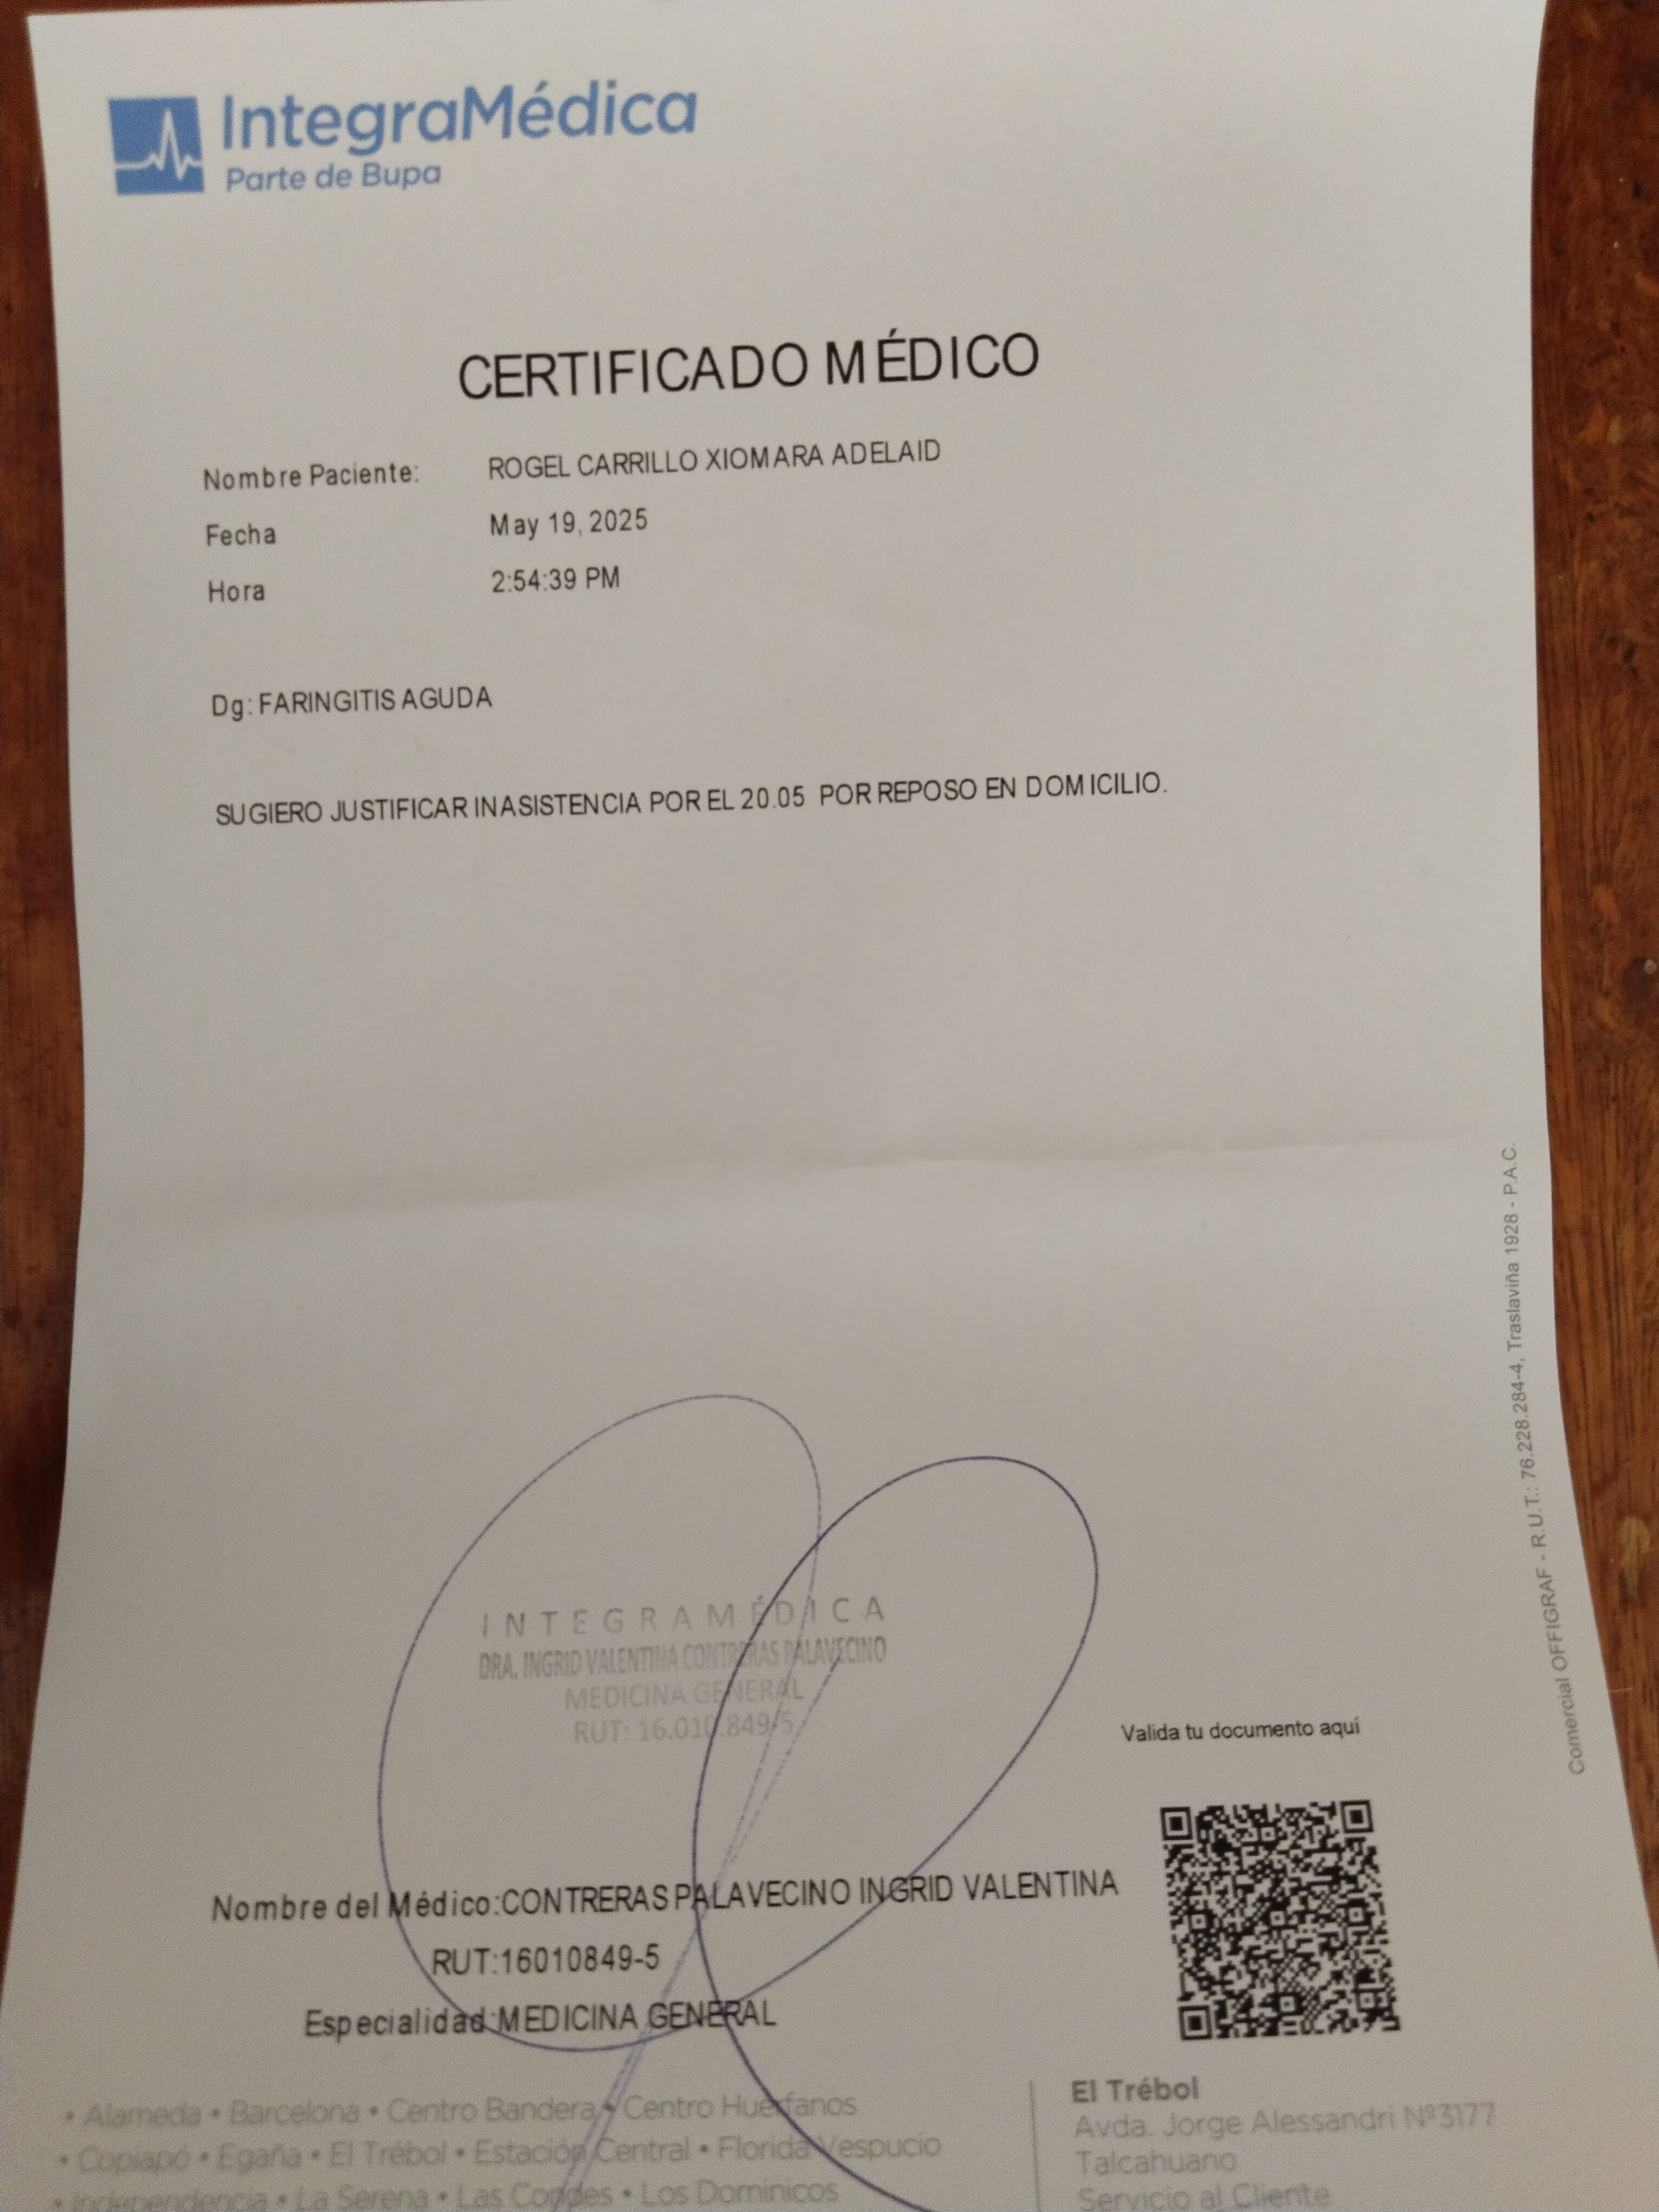 IntegraMédica
Parte de Bupa
CERTIFICADO MÉDICO
Nombre Paciente: ROGEL CARRILLO XIOMARA ADELAID
Fecha May 19, 2025
Hora 2:54:39 PM
Dg: FARINGITIS AGUDA
SUGIERO JUSTIFICAR INASISTENCIA POR EL 20.05 POR REPOSO EN DOMICILIO.
INTEGRAMÉDICA
DRA. INGRID VALENTINA CONTRERAS PALAVECINO
MEDICINA GENERAL
RUT: 16.010.849-5
Valida tu documento aquí
Nombre del Médico:CONTRERAS PALAVECINO INGRID VALENTINA
RUT:16010849-5
Especialidad:MEDICINA GENERAL
• Alameda • Barcelona • Centro Bandera • Centro Huérfanos
• Copiapó • Egaña • El Trébol • Estación Central • Florida Vespucio
• Independencia • La Serena • Las Condes • Los Dominicos
El Trébol
Avda. Jorge Alessandri Nº3177
Talcahuano
Servicio al Cliente
Comercial OFFIGRAF - R.U.T.: 76.228.284-4, Traslaviña 1928 - P.A.C.